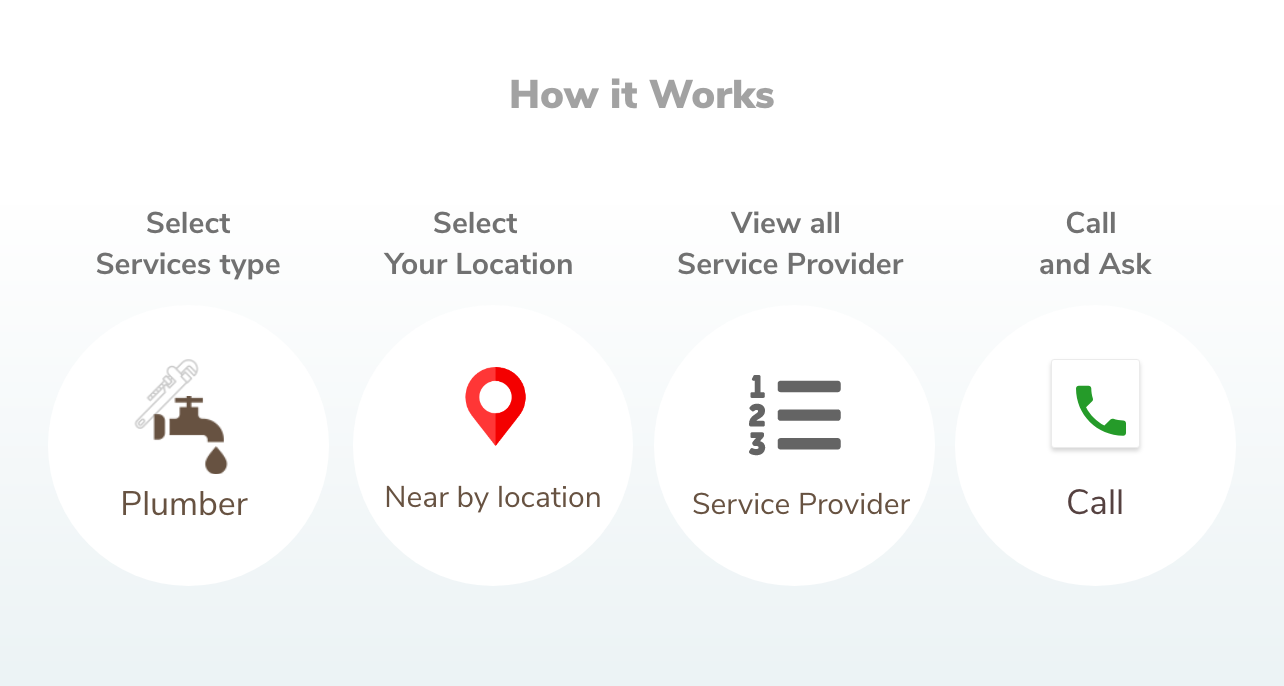 How it Works
Select
Services type
Select
Your Location
View all
Service Provider
Call
and Ask
Plumber
Near by location
1
2
3
Service Provider
Call